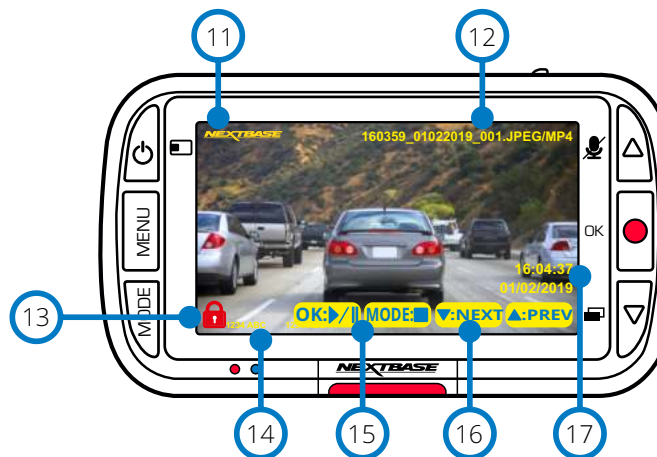 11
12
NEXTBASE
160359_01022019_001.JPEG/MP4
MENU
OK
16:04:37
01/02/2019
MODE
13
OK:▶/II
MODE:■
▼:NEXT
▲:PREV
NEXTBASE
14
15
16
17